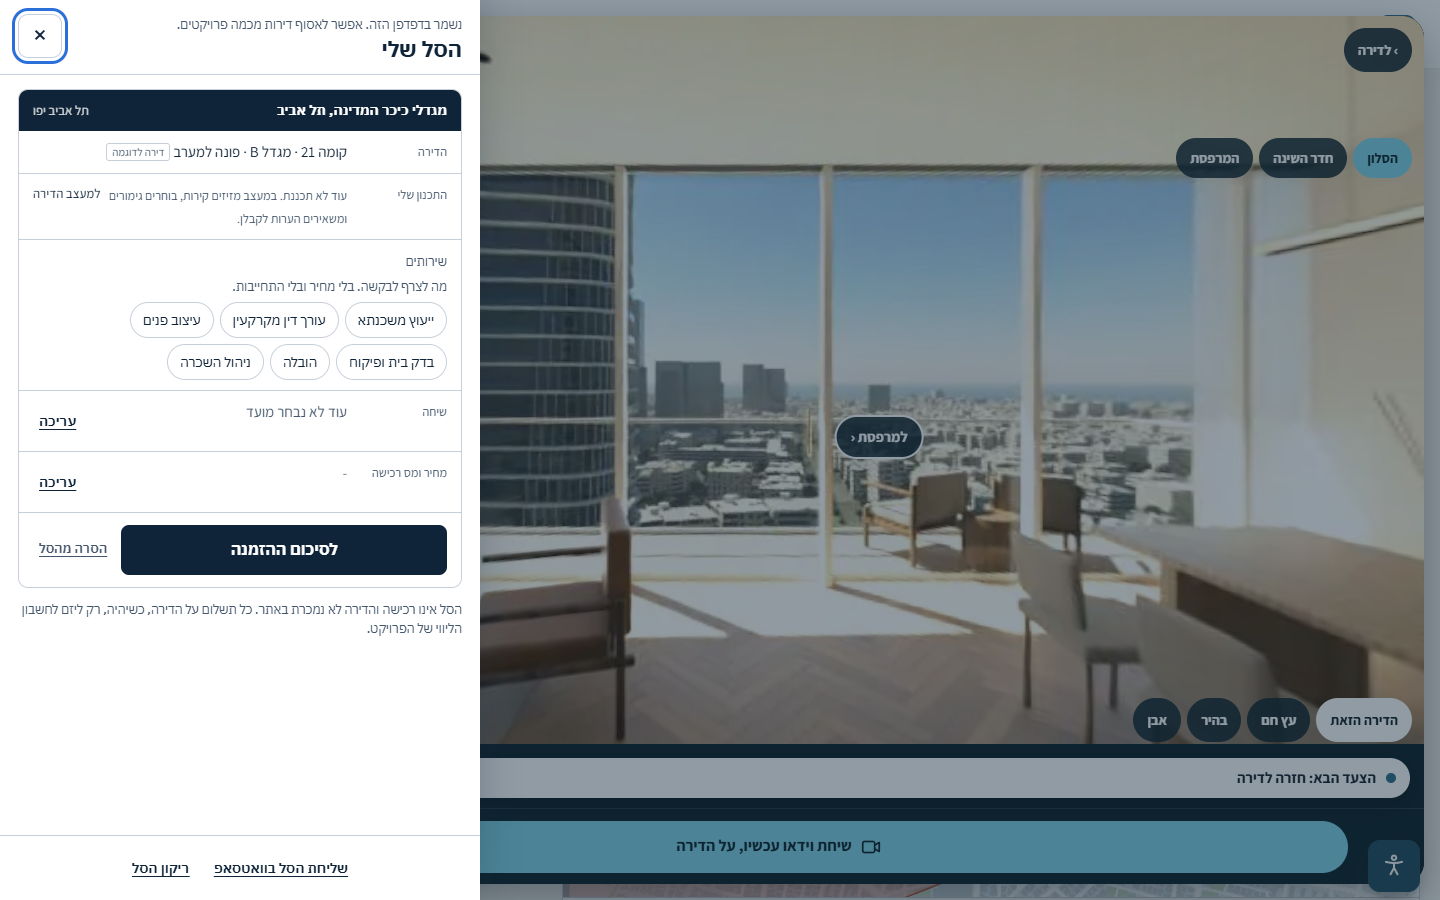 נשמר בדפדפן הזה. אפשר לאסוף דירות מכמה פרויקטים.
הסל שלי
×
מגדלי כיכר המדינה, תל אביב
תל אביב יפו
הדירה
קומה 21 · מגדל B · פונה למערב
דירה לדוגמה
התכנון שלי
עוד לא תכננת. במעצב מזיזים קירות, בוחרים גימורים
ומשאירים הערות לקבלן.
למעצב הדירה
שירותים
מה לצרף לבקשה. בלי מחיר ובלי התחייבות.
ייעוץ משכנתא
עורך דין מקרקעין
עיצוב פנים
בדק בית ופיקוח
הובלה
ניהול השכרה
שיחה
עוד לא נבחר מועד
עריכה
מחיר ומס רכישה
-
עריכה
לסיכום ההזמנה
הסרה מהסל
הסל אינו רכישה והדירה לא נמכרת באתר. כל תשלום על הדירה, כשיהיה, רק ליזם לחשבון
הליווי של הפרויקט.
שליחת הסל בוואטסאפ
ריקון הסל
› לדירה
הסלון
חדר השינה
המרפסת
למרפסת ‹
הדירה הזאת
עץ חם
בהיר
אבן
הצעד הבא: חזרה לדירה
שיחת וידאו עכשיו, על הדירה